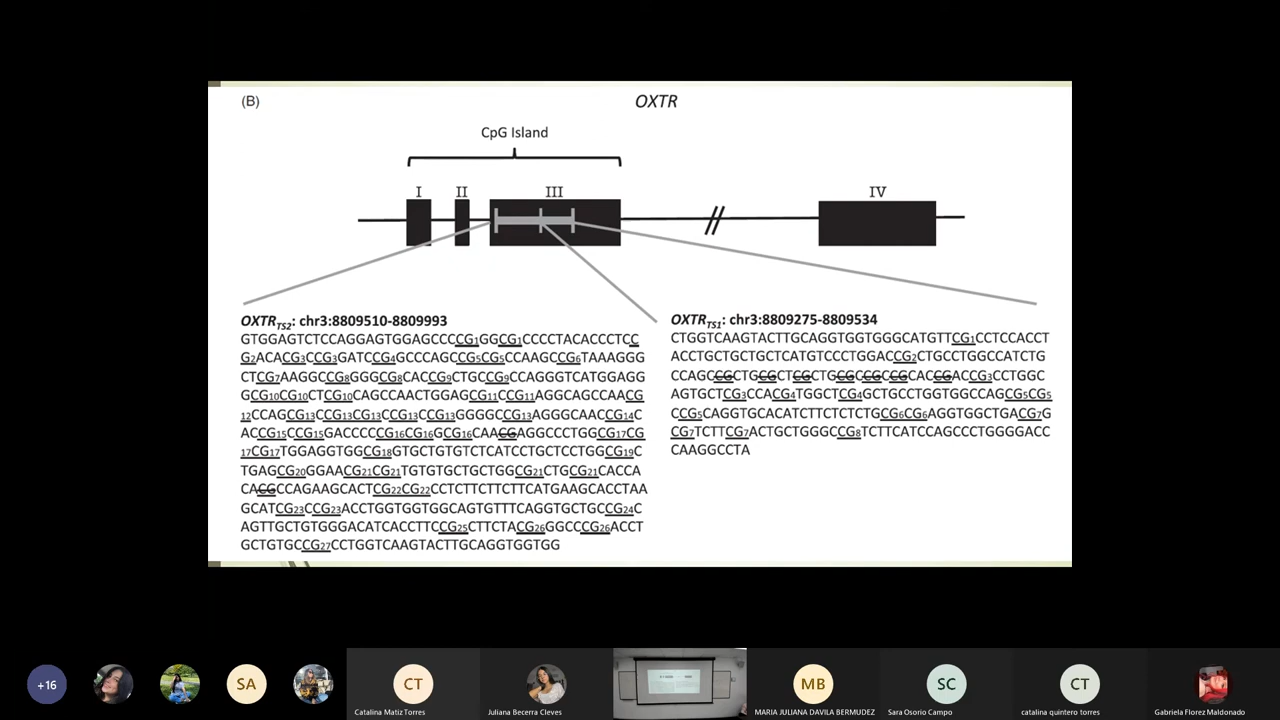 (B)
OXTR
CpG Island
I II III IV
OXTRTS2: chr3:8809510-8809993
GTGGAGTCTCCAGGAGTGGAGCCCCG1GGCG1CCCCTACACCCTCC
G2ACACG3CCG3GATCCG4GCCCAGCCG5CG5CCAAGCCG6TAAAGGG
CTCG7AAGGCCG8GGGCG8CACCG9CTGCCG9CCAGGGTCATGGAGG
GCG10CG10CTCG10CAGCCAACTGGAGCG11CCG11AGGCAGCCAACG
12CCAGCG13CCG13CG13CCG13CCG13GGGGCCG13AGGGCAACCG14C
ACCG15CCG15GACCCCCG16CG16GCG16CAACGAGGCCCTGGCG17CG
17CG17TGGAGGTGGCG18GTGCTGTGTCTCATCCTGCTCCTGGCG19C
TGAGCG20GGAACG21CG21TGTGTGCTGCTGGCG21CTGCG21CACCA
CACGCCAGAAGCACTCG22CG22CCTCTTCTTCTTCATGAAGCACCTAA
GCATCG23CCG23ACCTGGTGGTGGCAGTGTTTCAGGTGCTGCCG24C
AGTTGCTGTGGGACATCACCTTCCG25CTTCTACG26GGCCCG26ACCT
GCTGTGCCG27CCTGGTCAAGTACTTGCAGGTGGTGG
OXTRTS1: chr3:8809275-8809534
CTGGTCAAGTACTTGCAGGTGGTGGGCATGTTCG1CCTCCACCT
ACCTGCTGCTGCTCATGTCCCTGGACCG2CTGCCTGGCCATCTG
CCAGCCGCTGCGCTCGCTGCGCCGCCGCACCGACCG3CCTGGC
AGTGCTCG3CCACG4TGGCTCG4GCTGCCTGGTGGCCAGCG5CG5
CCG5CAGGTGCACATCTTCTCTCTGCG6CG6AGGTGGCTGACG7G
CG7TCTTCG7ACTGCTGGGCCG8TCTTCATCCAGCCCTGGGGACC
CAAGGCCTA
+16
SA
CT
MB
SC
CT
Catalina Matiz Torres
Juliana Becerra Cleves
MARIA JULIANA DAVILA BERMUDEZ
Sara Osorio Campo
catalina quintero torres
Gabriela Florez Maldonado